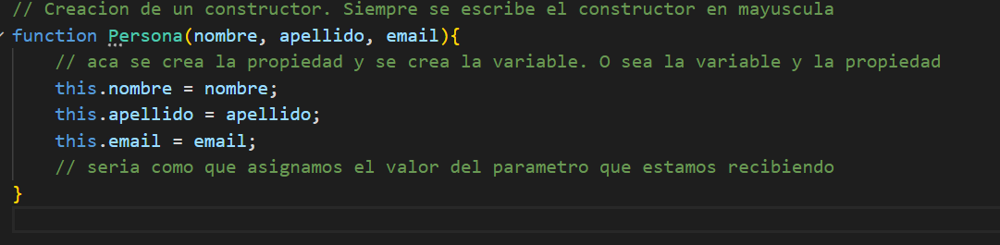 // Creacion de un constructor. Siempre se escribe el constructor en mayuscula
function Persona(nombre, apellido, email){
// aca se crea la propiedad y se crea la variable. O sea la variable y la propiedad
this.nombre = nombre;
this.apellido = apellido;
this.email = email;
// seria como que asignamos el valor del parametro que estamos recibiendo
}